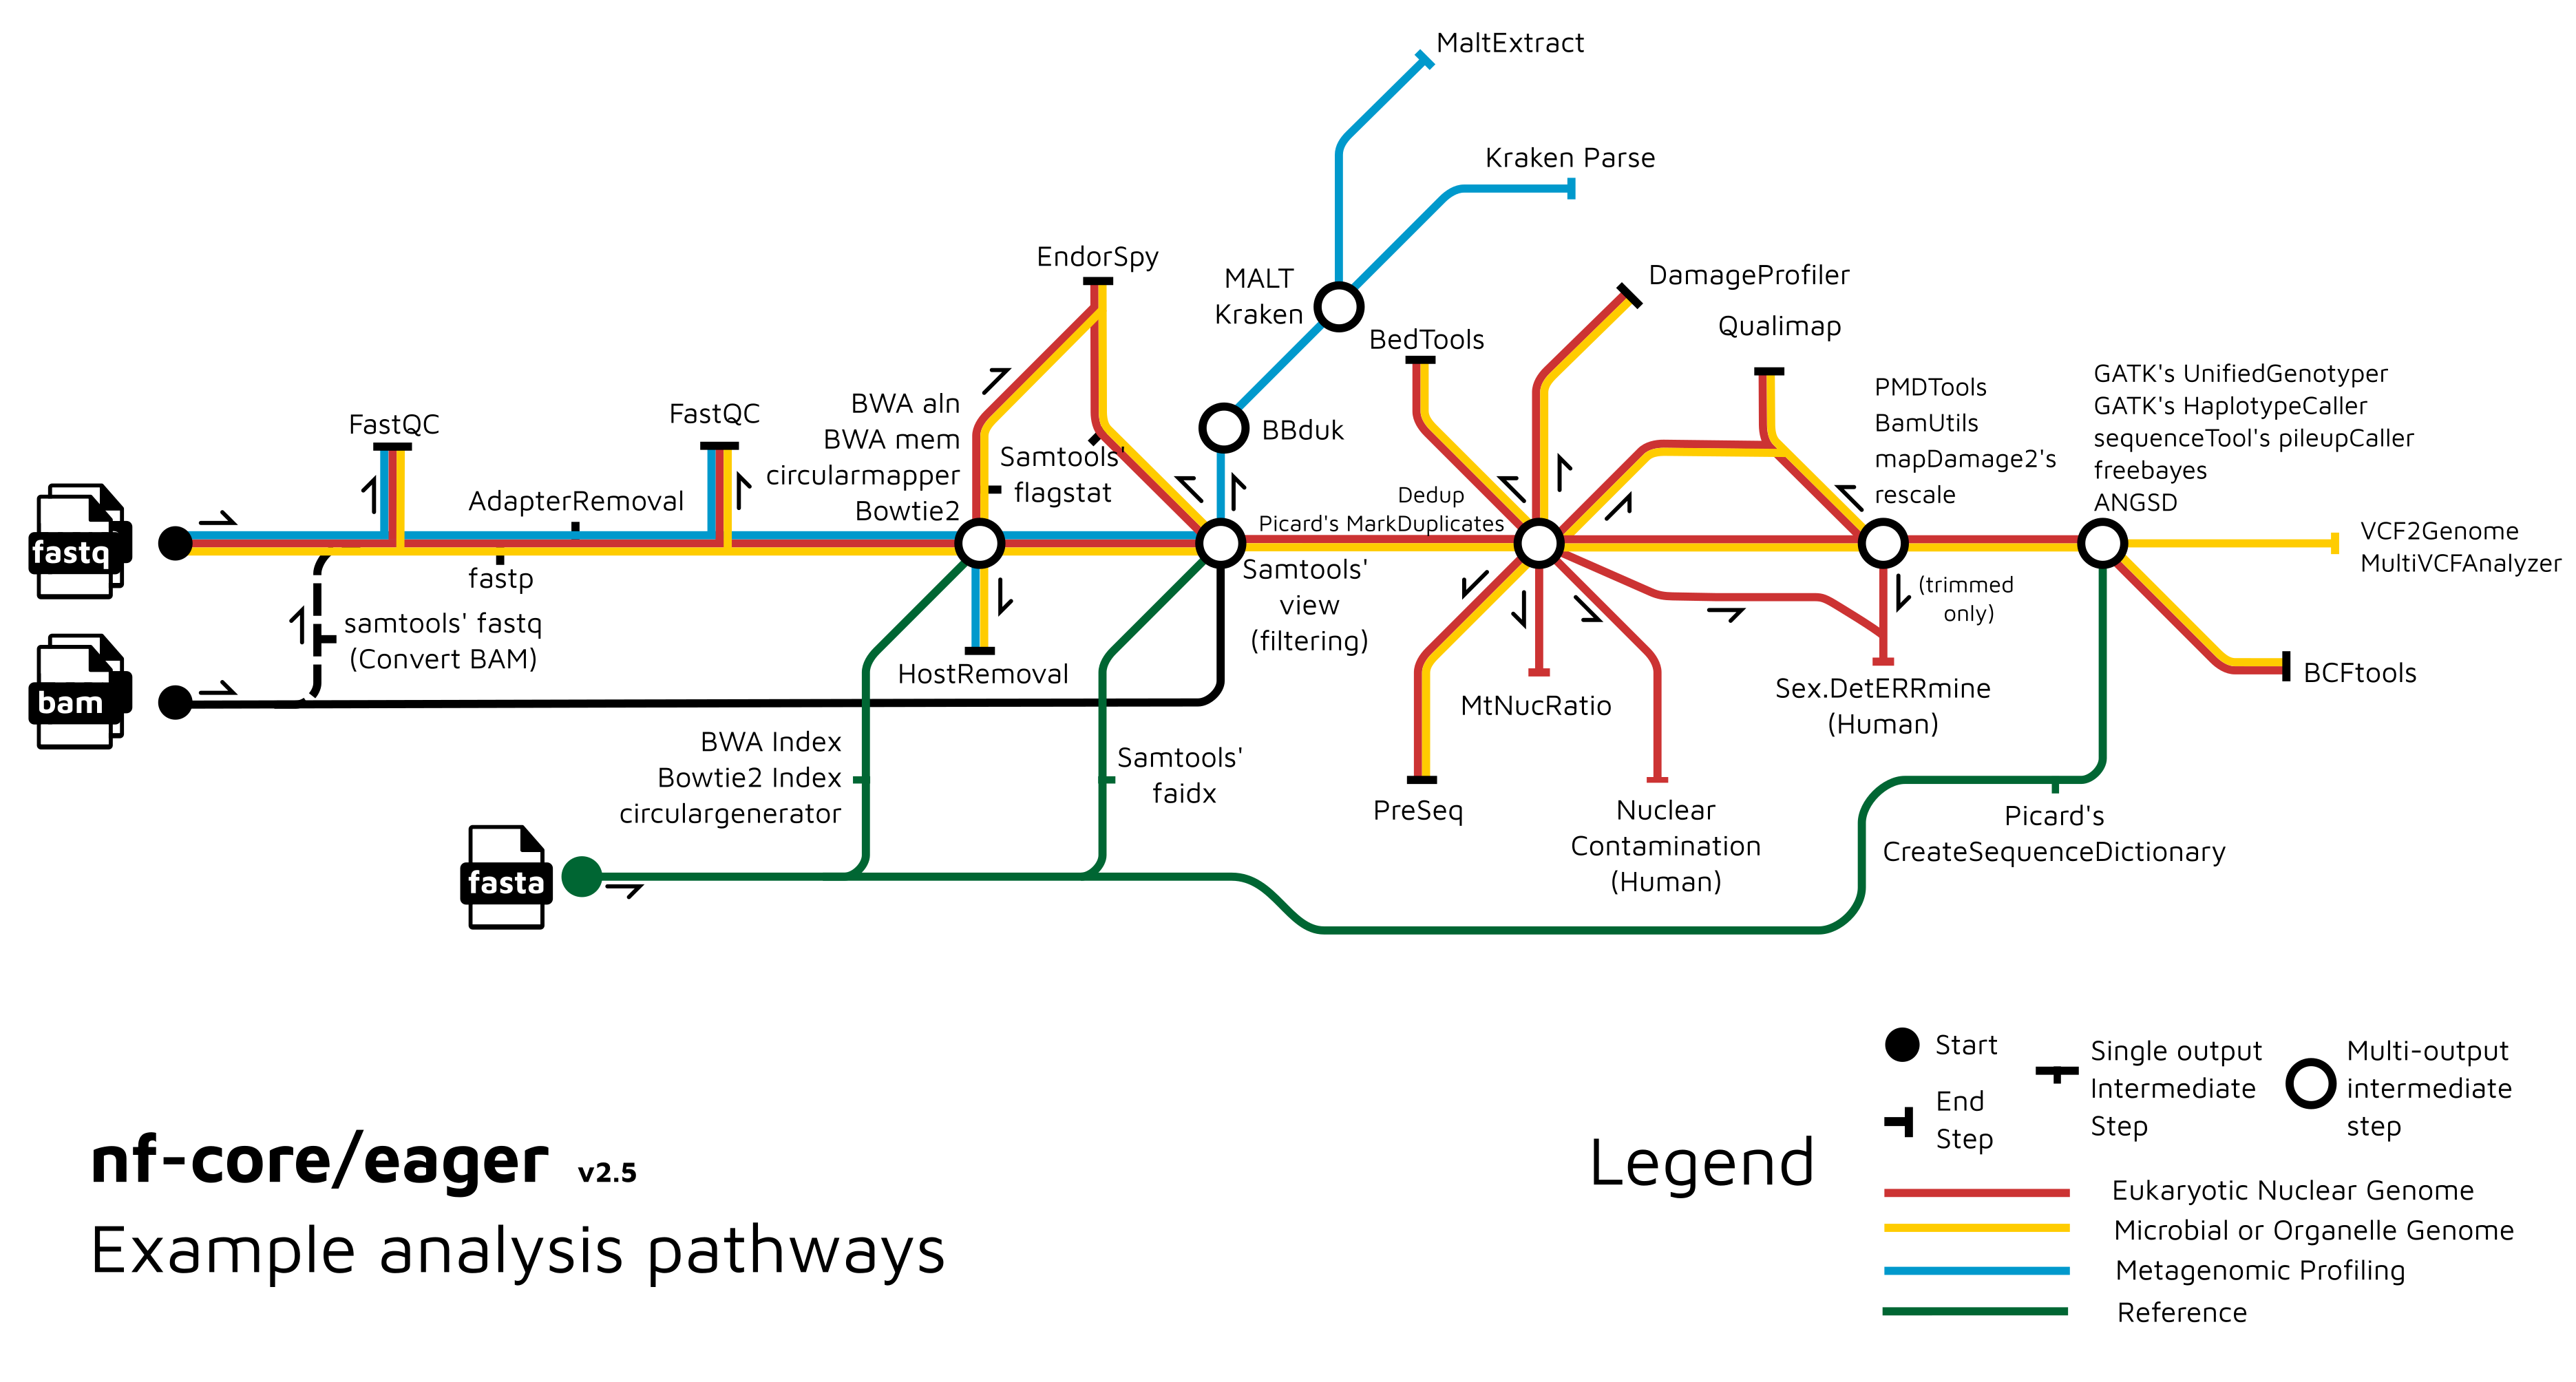 MaltExtract
Kraken Parse
EndorSpy
MALT
Kraken
DamageProfiler
Qualimap
BedTools
GATK's UnifiedGenotyper
GATK's HaplotypeCaller
sequenceTool's pileupCaller
freebayes
ANGSD
PMDTools
BamUtils
mapDamage2's
rescale
FastQC
FastQC
BWA aln
BWA mem
circularmapper
Bowtie2
BBduk
Samtools'
flagstat
AdapterRemoval
Dedup
Picard's MarkDuplicates
fastq
fastp
VCF2Genome
MultiVCFAnalyzer
Samtools'
view
(filtering)
(trimmed
only)
samtools' fastq
(Convert BAM)
HostRemoval
bam
MtNucRatio
Sex.DetERRmine
(Human)
BCFtools
BWA Index
Bowtie2 Index
circulargenerator
Samtools'
faidx
PreSeq
Nuclear
Contamination
(Human)
Picard's
CreateSequenceDictionary
fasta
nf-core/eager v2.5
Example analysis pathways
Legend
Start
End
Step
Single output
Intermediate
Step
Multi-output
intermediate
step
Eukaryotic Nuclear Genome
Microbial or Organelle Genome
Metagenomic Profiling
Reference